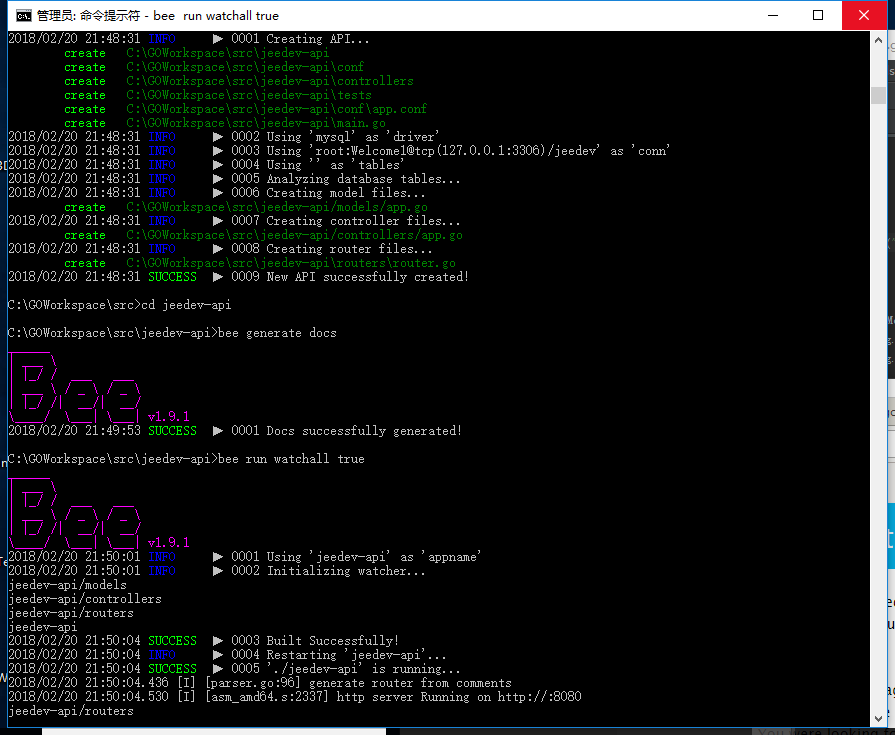 管理员: 命令提示符 - bee  run watchall true
2018/02/20 21:48:31 INFO     ▶ 0001 Creating API...
        create   C:\GOWorkspace\src\jeedev-api
        create   C:\GOWorkspace\src\jeedev-api\conf
        create   C:\GOWorkspace\src\jeedev-api\controllers
        create   C:\GOWorkspace\src\jeedev-api\tests
        create   C:\GOWorkspace\src\jeedev-api\conf\app.conf
        create   C:\GOWorkspace\src\jeedev-api\main.go
2018/02/20 21:48:31 INFO     ▶ 0002 Using 'mysql' as 'driver'
2018/02/20 21:48:31 INFO     ▶ 0003 Using 'root:Welcome1@tcp(127.0.0.1:3306)/jeedev' as 'conn'
2018/02/20 21:48:31 INFO     ▶ 0004 Using '' as 'tables'
2018/02/20 21:48:31 INFO     ▶ 0005 Analyzing database tables...
2018/02/20 21:48:31 INFO     ▶ 0006 Creating model files...
        create   C:\GOWorkspace\src\jeedev-api/models/app.go
2018/02/20 21:48:31 INFO     ▶ 0007 Creating controller files...
        create   C:\GOWorkspace\src\jeedev-api/controllers/app.go
2018/02/20 21:48:31 INFO     ▶ 0008 Creating router files...
        create   C:\GOWorkspace\src\jeedev-api\routers\router.go
2018/02/20 21:48:31 SUCCESS  ▶ 0009 New API successfully created!
C:\GOWorkspace\src>cd jeedev-api
C:\GOWorkspace\src\jeedev-api>bee generate docs
Bee v1.9.1
2018/02/20 21:49:53 SUCCESS  ▶ 0001 Docs successfully generated!
C:\GOWorkspace\src\jeedev-api>bee run watchall true
Bee v1.9.1
2018/02/20 21:50:01 INFO     ▶ 0001 Using 'jeedev-api' as 'appname'
2018/02/20 21:50:01 INFO     ▶ 0002 Initializing watcher...
jeedev-api/models
jeedev-api/controllers
jeedev-api/routers
jeedev-api
2018/02/20 21:50:04 SUCCESS  ▶ 0003 Built Successfully!
2018/02/20 21:50:04 INFO     ▶ 0004 Restarting 'jeedev-api'...
2018/02/20 21:50:04 SUCCESS  ▶ 0005 './jeedev-api' is running...
2018/02/20 21:50:04.436 [I] [parser.go:96] generate router from comments
2018/02/20 21:50:04.530 [I] [asm_amd64.s:2337] http server Running on http://:8080
jeedev-api/routers